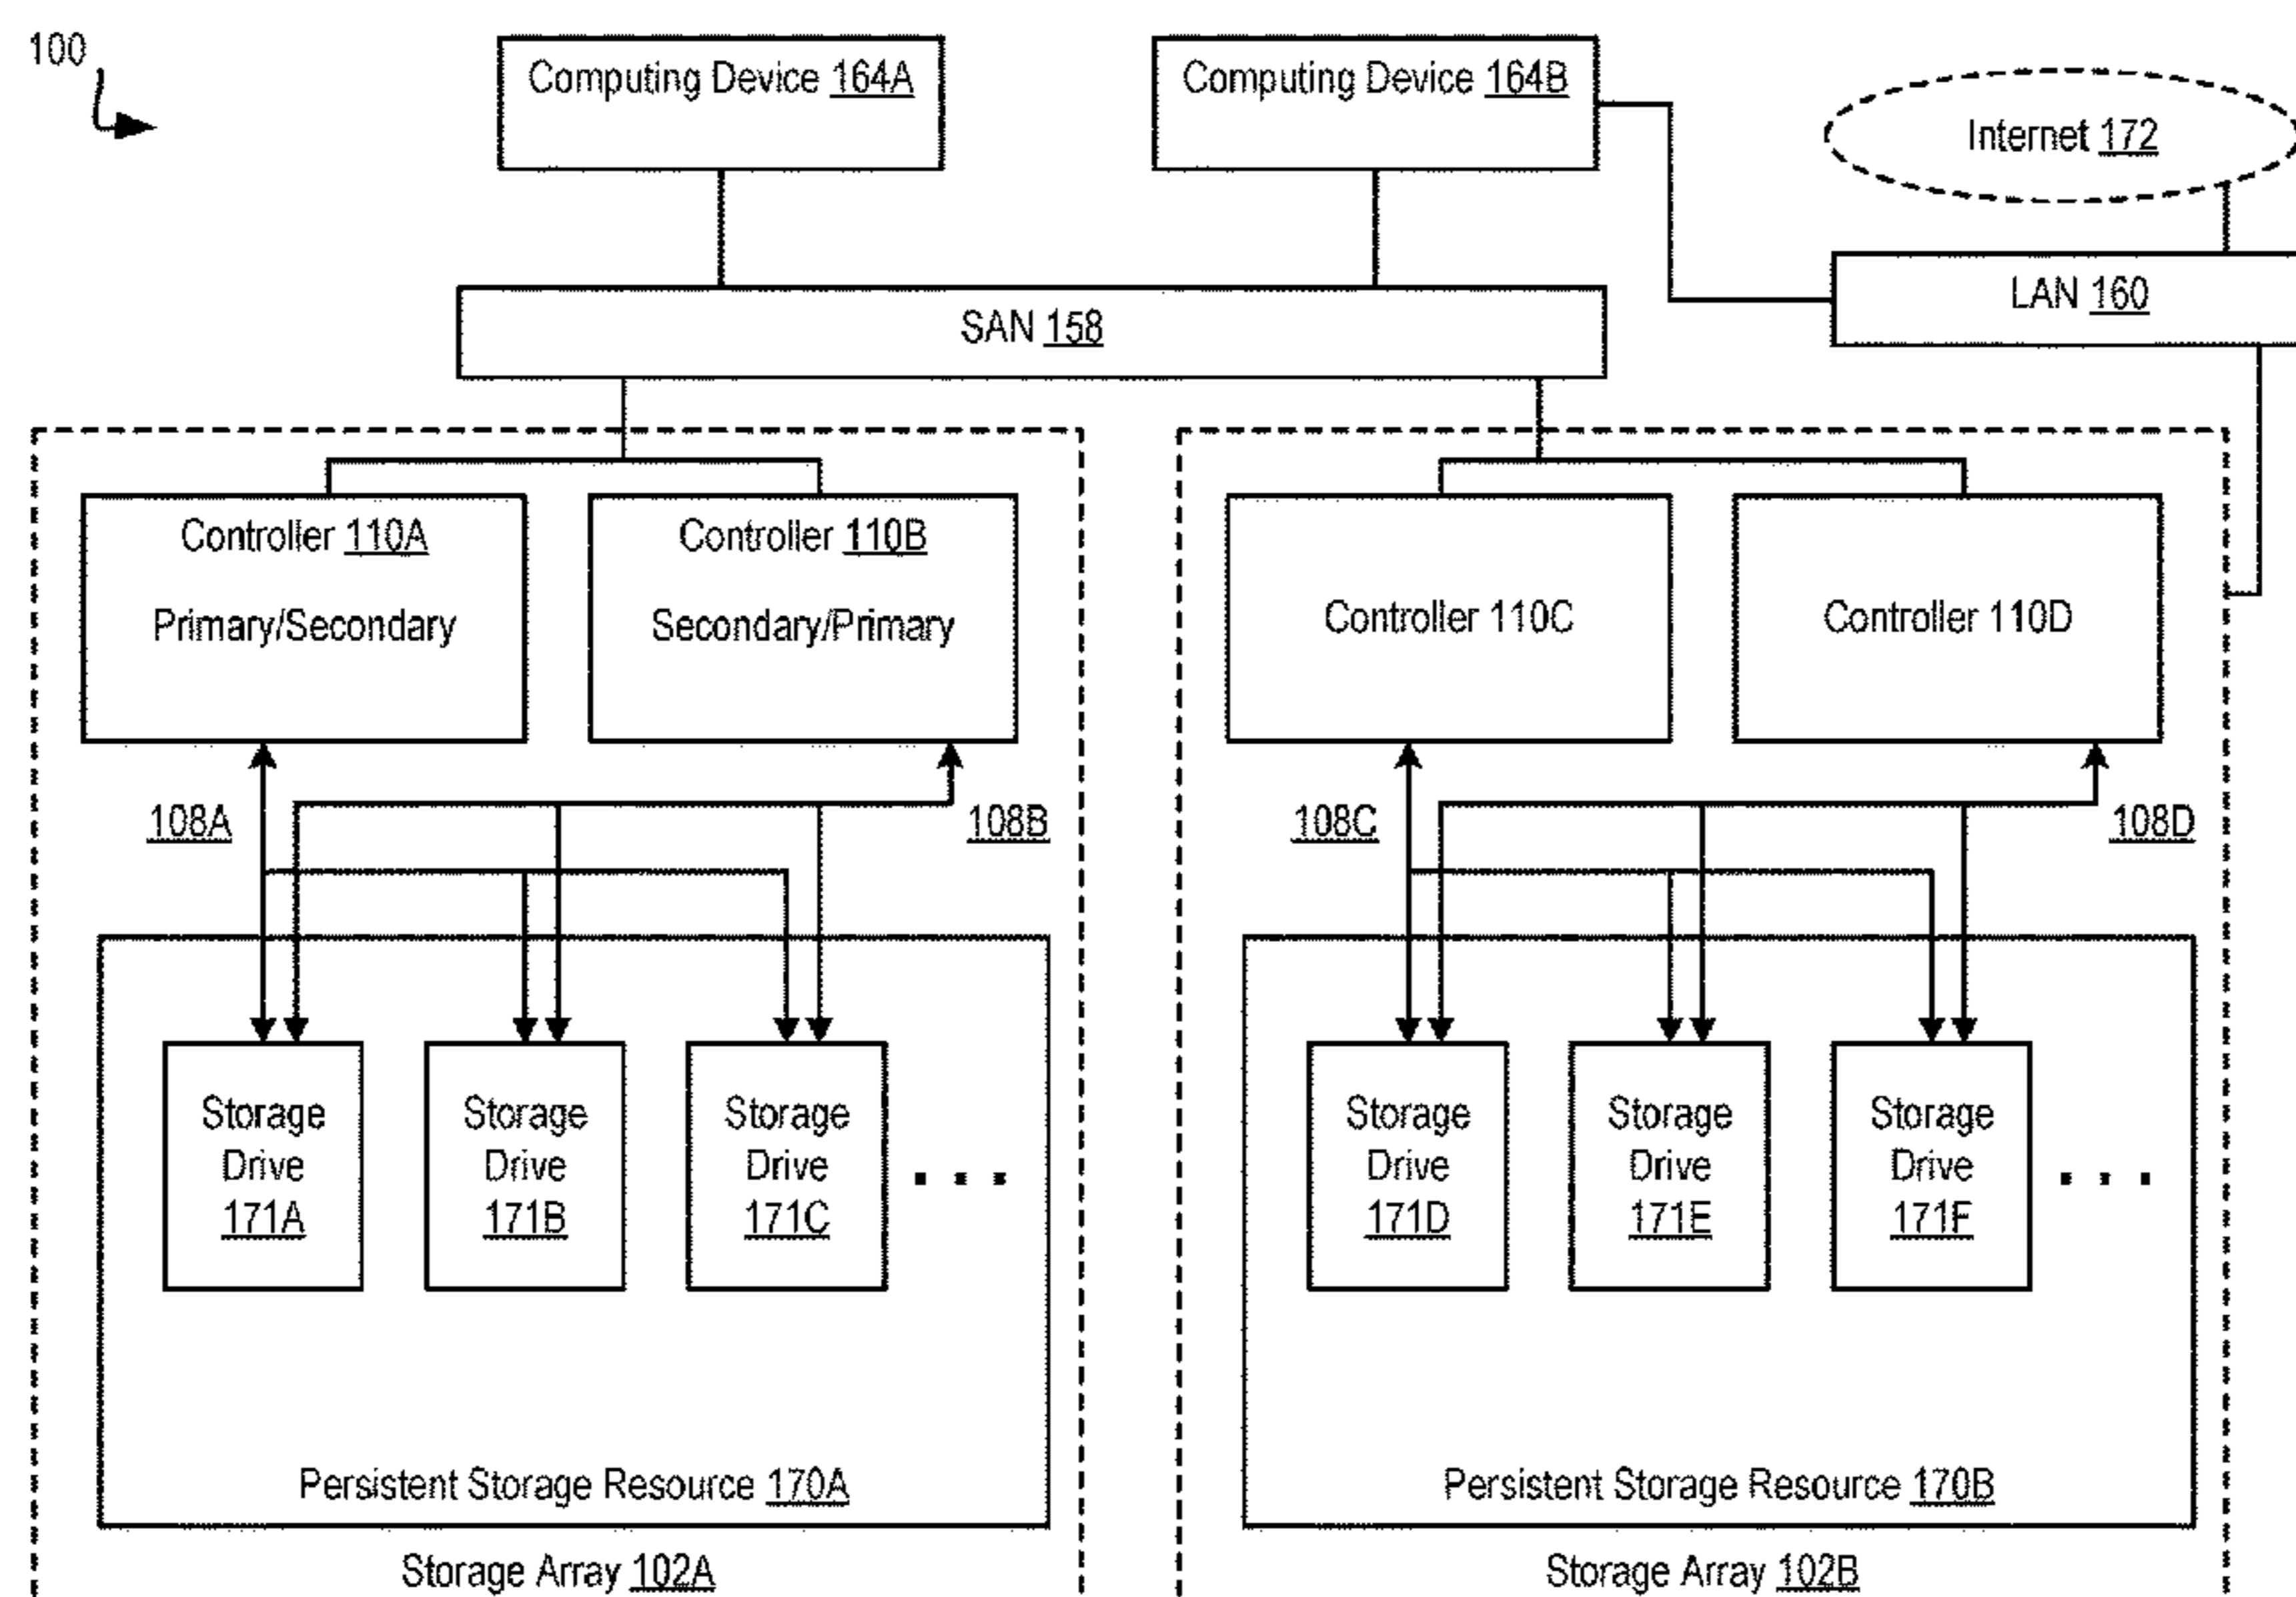 100
Computing Device 164A
Computing Device 164B
Internet 172
LAN 160
SAN 158
Controller 110A
Primary/Secondary
Controller 110B
Secondary/Primary
Controller 110C
Controller 110D
108A
108B
108C
108D
Storage
Drive
171A
Storage
Drive
171B
Storage
Drive
171C
. . .
Storage
Drive
171D
Storage
Drive
171E
Storage
Drive
171F
. . .
Persistent Storage Resource 170A
Persistent Storage Resource 170B
Storage Array 102A
Storage Array 102B